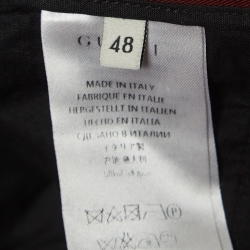 GU I
48
MADE IN ITALY
FABRIQUE EN ITALIE
HERGESTELLT IN ITALIEN
HECHO EN ITALIA
СДЕЛАНО В ИТАЛИИ
イタリア製